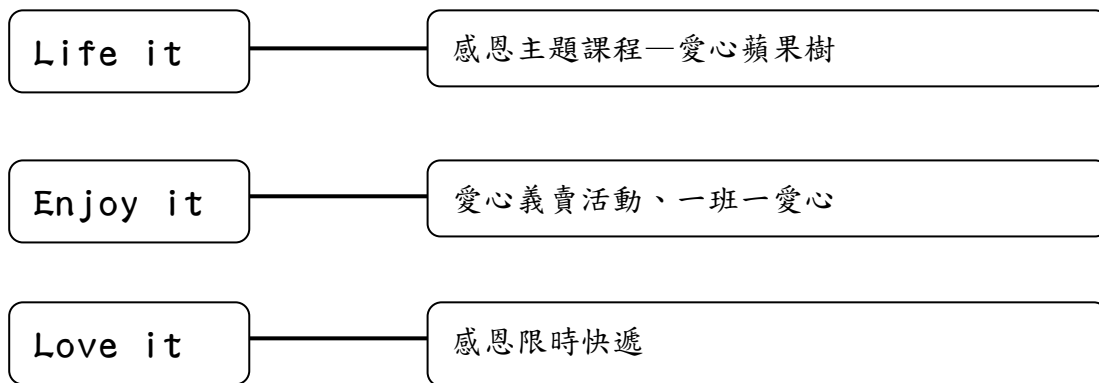 Life it
感恩主題課程—愛心蘋果樹
Enjoy it
愛心義賣活動、一班一愛心
Love it
感恩限時快遞